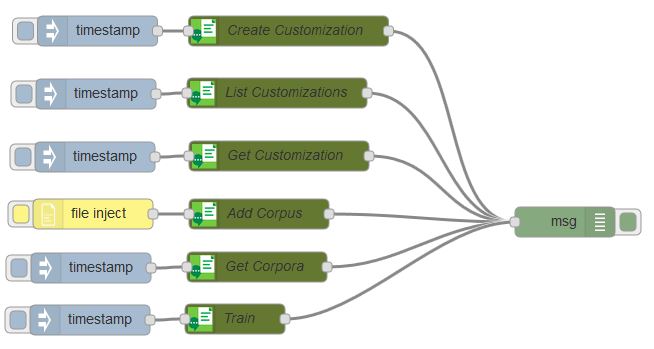 timestamp Create Customization
timestamp List Customizations
timestamp Get Customization
file inject Add Corpus msg
timestamp Get Corpora
timestamp Train